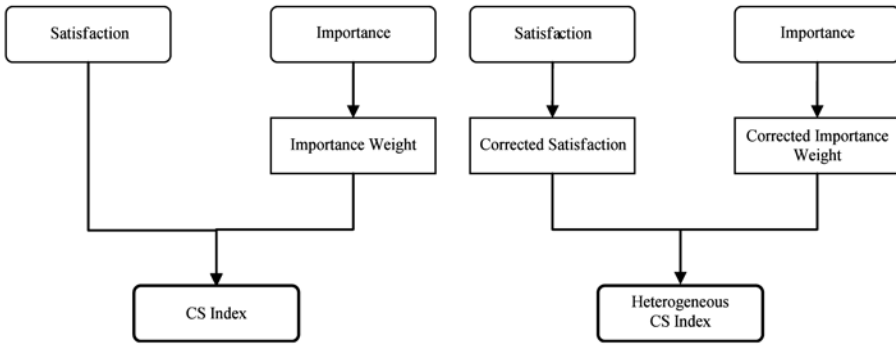 Satisfaction
Importance
Importance Weight
CS Index
Satisfaction
Importance
Corrected Satisfaction
Corrected Importance
Weight
Heterogeneous
CS Index